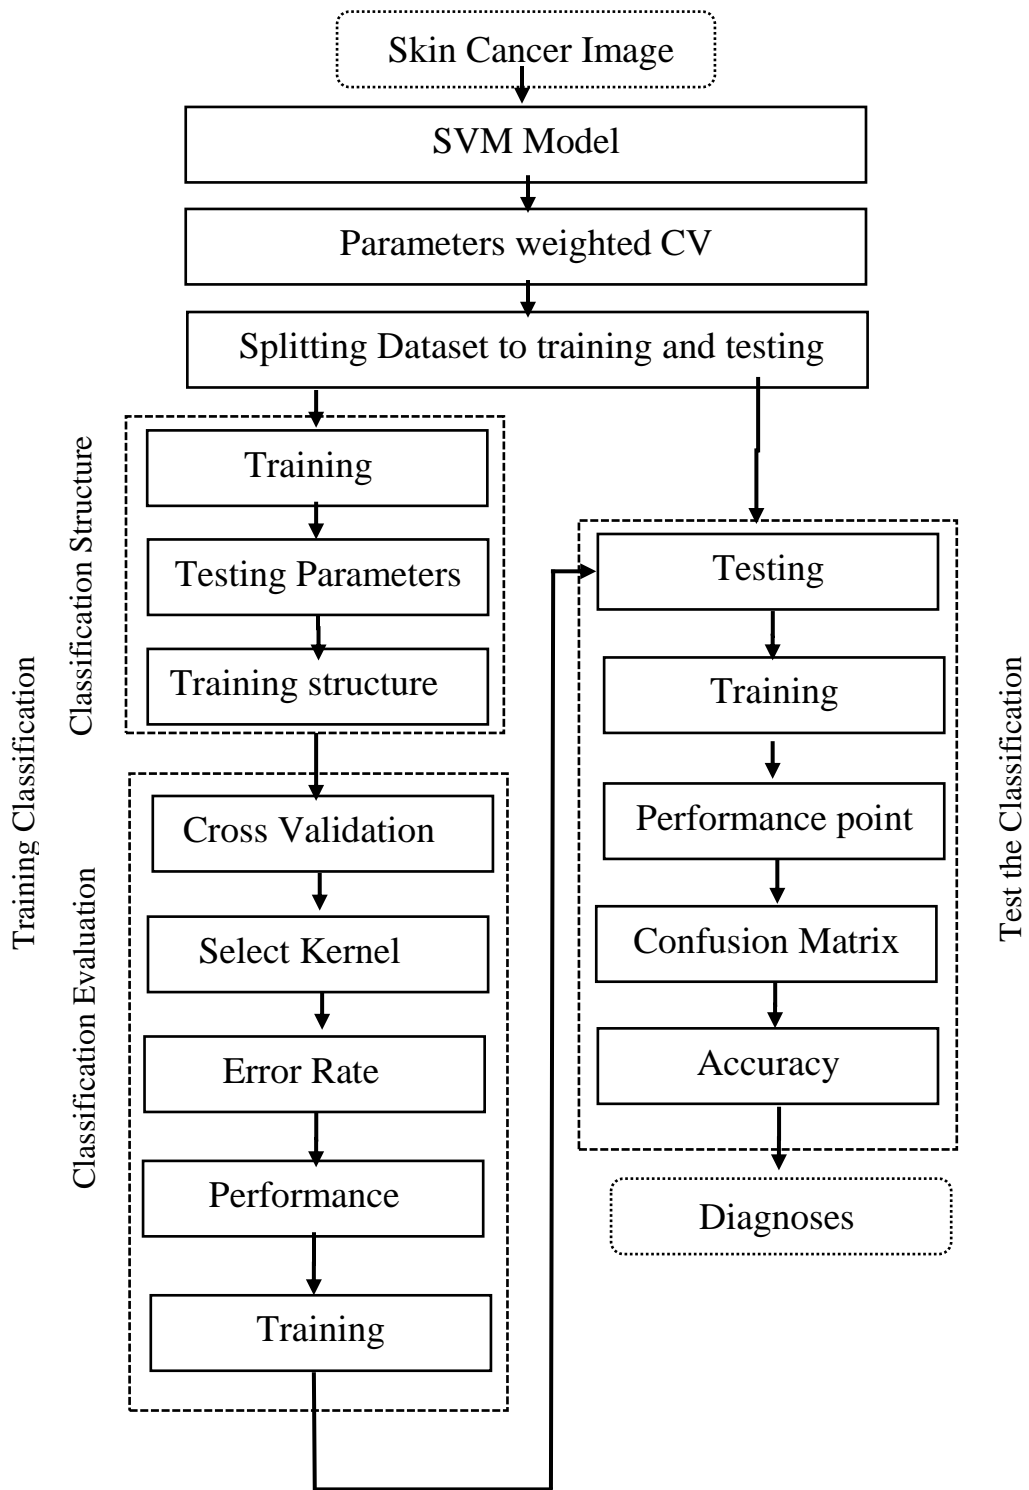 Skin Cancer Image
SVM Model
Parameters weighted CV
Splitting Dataset to training and testing
Training Classification
Classification Structure
Training
Testing Parameters
Training structure
Classification Evaluation
Cross Validation
Select Kernel
Error Rate
Performance
Training
Testing
Training
Performance point
Confusion Matrix
Accuracy
Test the Classification
Diagnoses